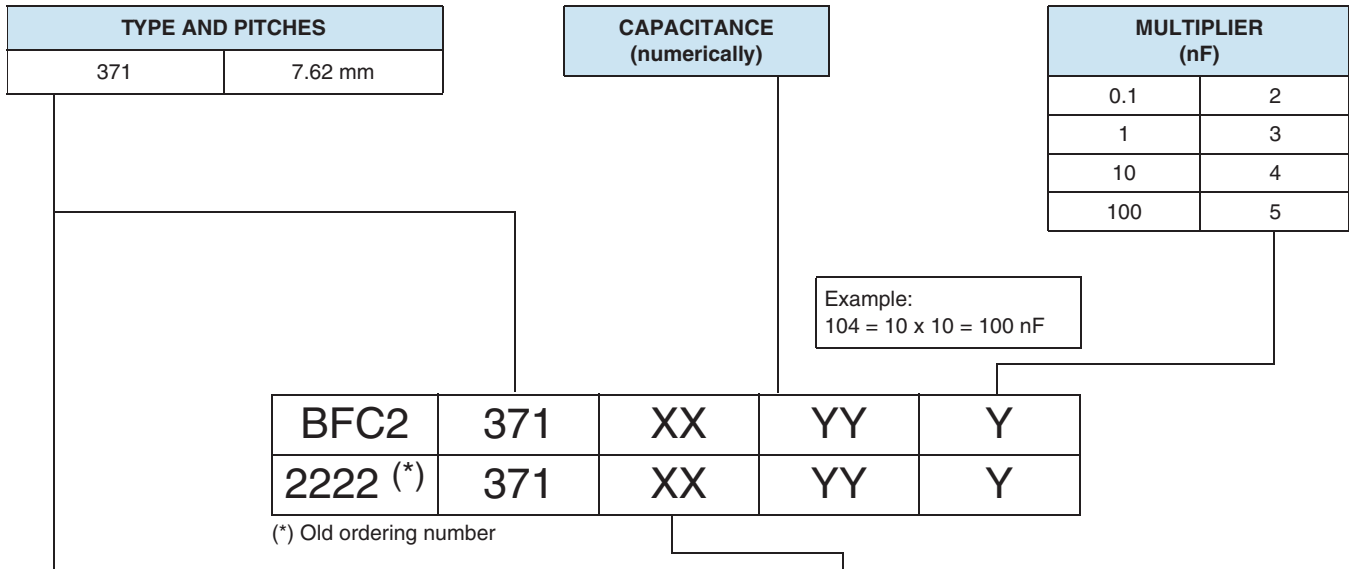 TYPE AND PITCHES
371 7.62 mm
CAPACITANCE
(numerically)
MULTIPLIER
(nF)
0.1 2
1 3
10 4
100 5
Example:
104 = 10 x 10 = 100 nF
BFC2 371 XX YY Y
2222 (*) 371 XX YY Y
(*) Old ordering number